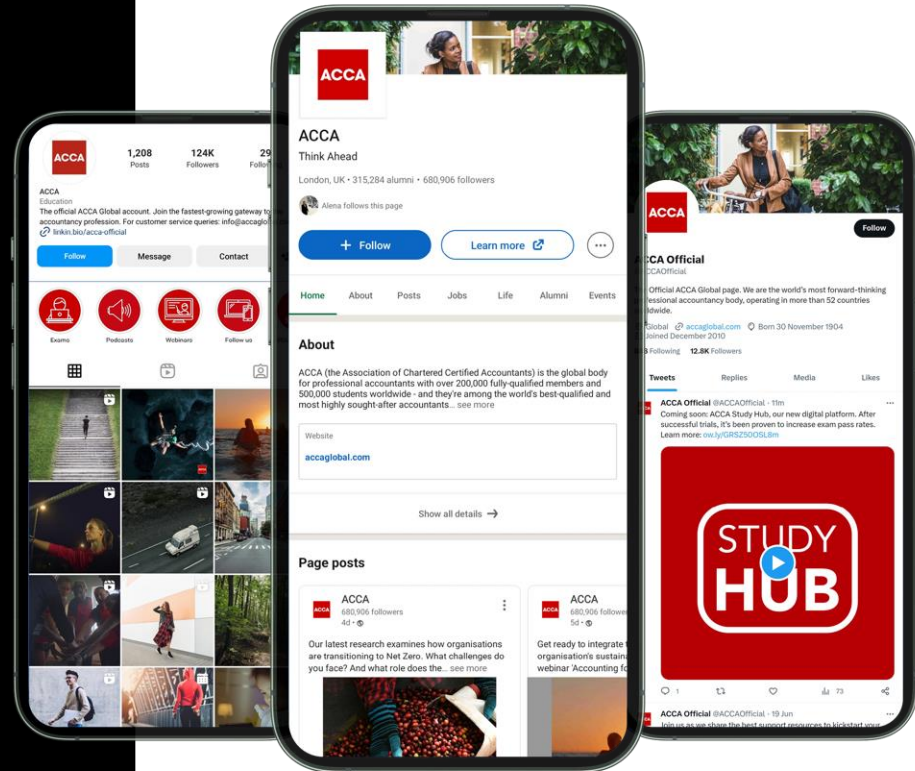 ACCA
1,208
124K
29
Posts
Followers
Follow
ACCA
Education
The official ACCA Global account. Join the fastest-growing gateway to
accountancy profession. For customer service queries: info@accaglo
linkin.bio/acca-official
Follow
Message
Contact
Exams
Podcasts
Webinars
Follow us
ACCA
ACCA
Think Ahead
London, UK • 315,284 alumni • 680,906 followers
Alena follows this page
+ Follow
Learn more
Home
About
Posts
Jobs
Life
Alumni
Events
About
ACCA (the Association of Chartered Certified Accountants) is the global body
for professional accountants with over 200,000 fully-qualified members and
500,000 students worldwide - and they're among the world's best-qualified and
most highly sought-after accountants... see more
Website
accaglobal.com
Show all details →
Page posts
ACCA
ACCA
680,906 followers
4d •
Our latest research examines how organisations
are transitioning to Net Zero. What challenges do
you face? And what role does the... see more
ACCA
ACCA
680,906 follower
5d •
Get ready to integrate
organisation's sustaina
webinar 'Accounting fo
ACCA
Follow
ACCA Official
CCAOfficial
Official ACCA Global page. We are the world's most forward-thinking
fessional accountancy body, operating in more than 52 countries
ldwide.
Global accaglobal.com Born 30 November 1904
Joined December 2010
Following 12.8K Followers
Tweets
Replies
Media
Likes
ACCA Official @ACCAOfficial · 11m
Coming soon: ACCA Study Hub, our new digital platform. After
successful trials, it's been proven to increase exam pass rates.
Learn more: ow.ly/GRSZ50OSL8m
STUDY
HUB
1
73
ACCA Official @ACCAOfficial · 19 Jun
Join us as we share the best support resources to kickstart your